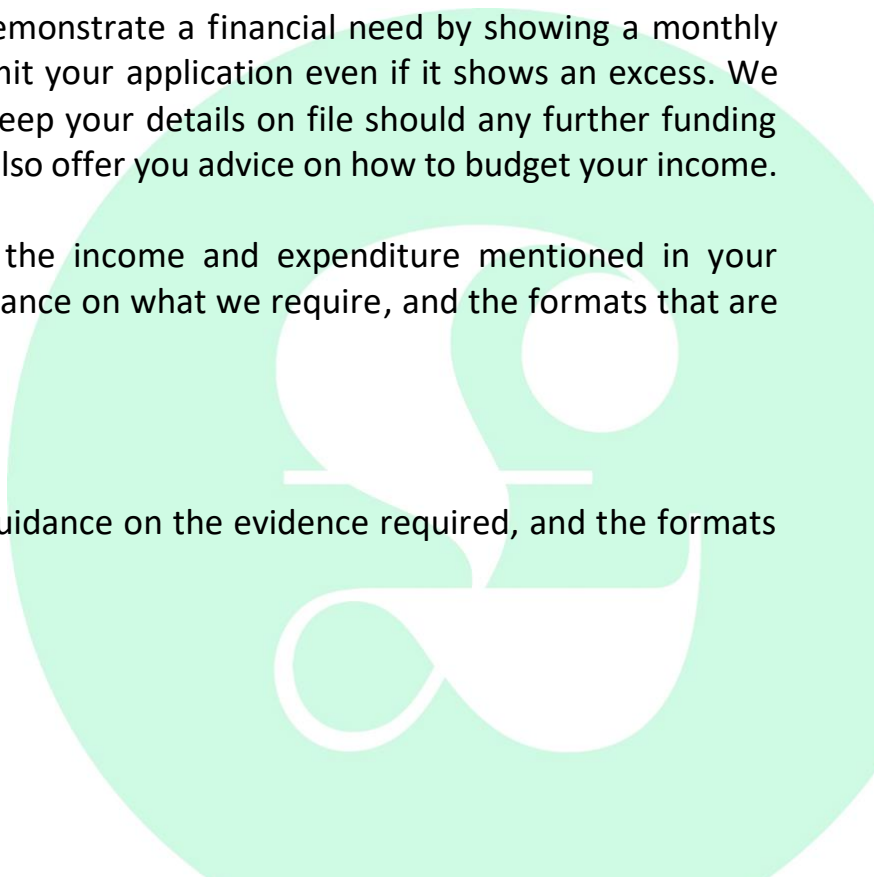 emonstrate a financial need by showing a monthly
nit your application even if it shows an excess. We
eep your details on file should any further funding
lso offer you advice on how to budget your income.
the income and expenditure mentioned in your
ance on what we require, and the formats that are
uidance on the evidence required, and the formats
£